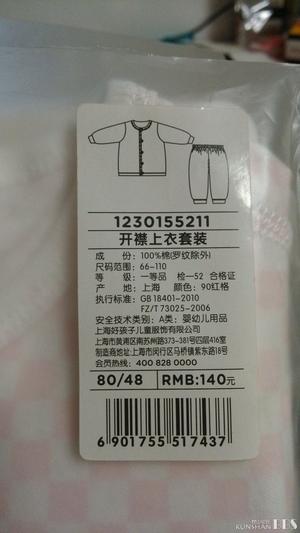 1230155211
开襟上衣套装
成 份: 100%棉(罗纹除外)
尺码范围: 66-110
等 级: 一等品 检—52 合格证
产 地: 上海 颜色: 90红格
执行标准: GB 18401-2010
FZ/T 73025-2006
安全技术类别: A类: 婴幼儿用品
上海好孩子儿童服饰有限公司
上海市黄浦区南苏州路373-381号四层416室
制造商地址:上海市闵行区马桥镇紫东路18号
会员热线: 400 828 0000
80/48 RMB:140元
6 901755 517437
KUNSHAN BBS